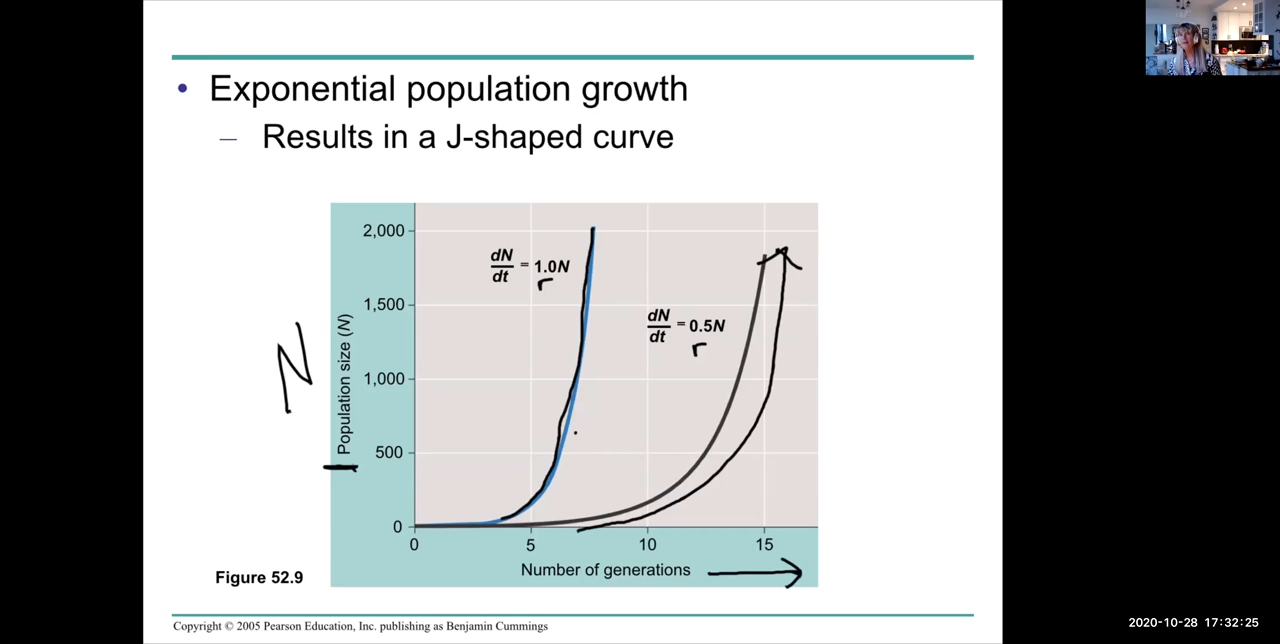 • Exponential population growth
– Results in a J-shaped curve
2,000
1,500
1,000
500
0
Population size (N)
N
dN
dt
= 1.0N
r
dN
dt
= 0.5N
r
0 5 10 15
Number of generations
Figure 52.9
Copyright © 2005 Pearson Education, Inc. publishing as Benjamin Cummings
2020-10-28 17:32:25